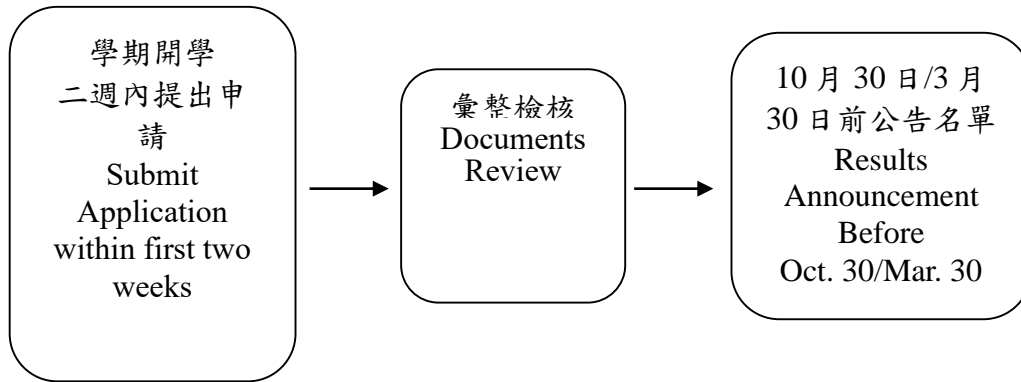 學期開學
二週內提出申
請
Submit
Application
within first two
weeks
彙整檢核
Documents
Review
10 月 30 日/3 月
30 日前公告名單
Results
Announcement
Before
Oct. 30/Mar. 30